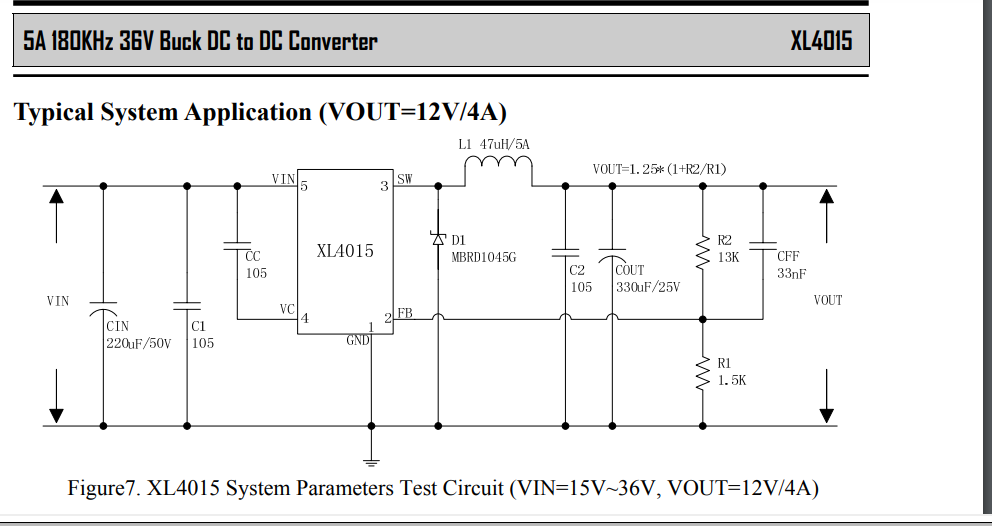 5A 180KHz 36V Buck DC to DC Converter
XL4015
Typical System Application (VOUT=12V/4A)
L1 47uH/5A
VOUT=1.25*(1+R2/R1)
VIN
5
3
SW
D1
MBRD1045G
R2
13K
CC
105
XL4015
C2
105
COUT
330uF/25V
CFF
33nF
VIN
VOUT
VC
4
2
FB
1
GND
CIN
220uF/50V
C1
105
R1
1.5K
Figure7. XL4015 System Parameters Test Circuit (VIN=15V~36V, VOUT=12V/4A)